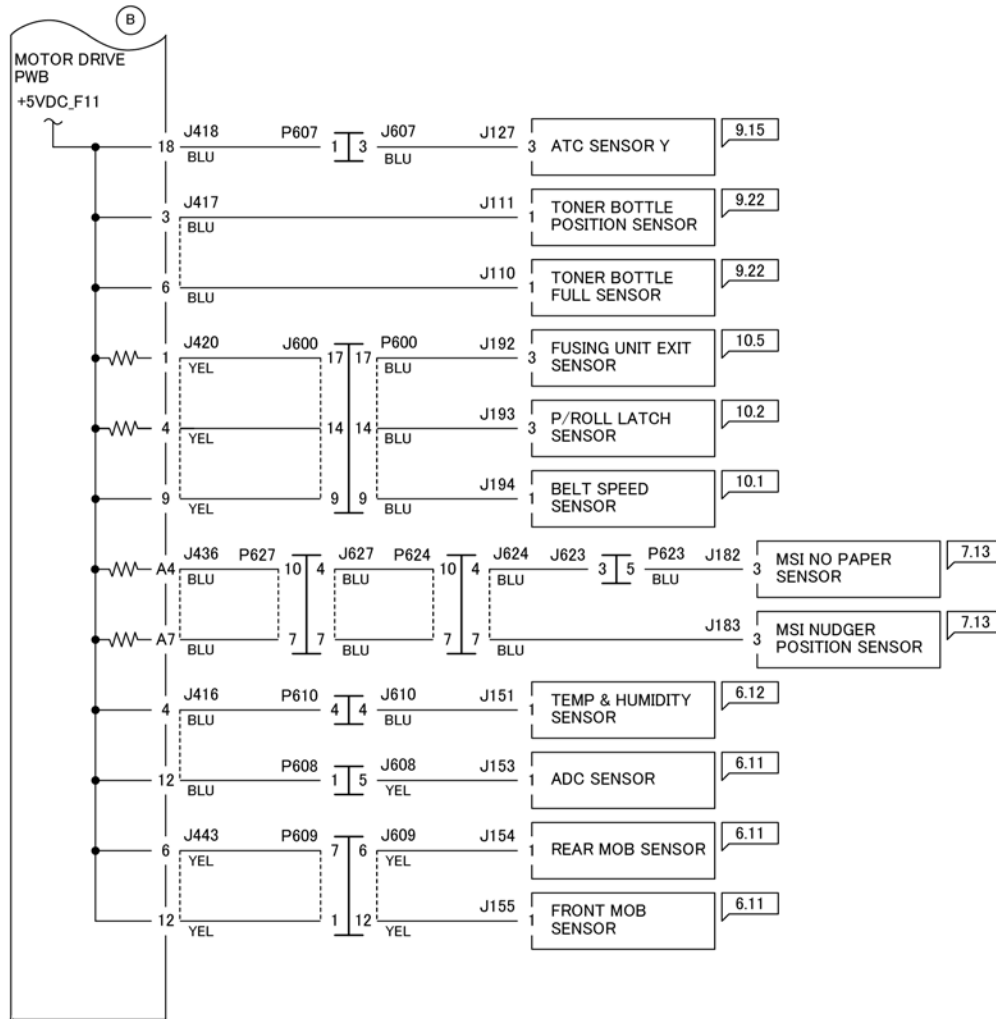 B
MOTOR DRIVE
PWB
+5VDC_F11
18 J418 BLU P607 1 3 J607 BLU J127 3 ATC SENSOR Y 9.15
3 J417 BLU J111 1 TONER BOTTLE POSITION SENSOR 9.22
6 BLU J110 1 TONER BOTTLE FULL SENSOR 9.22
1 J420 YEL J600 17 17 P600 BLU J192 3 FUSING UNIT EXIT SENSOR 10.5
4 YEL 14 14 BLU J193 3 P/ROLL LATCH SENSOR 10.2
9 YEL 9 9 BLU J194 1 BELT SPEED SENSOR 10.1
A4 J436 BLU P627 10 4 J627 BLU P624 10 4 J624 BLU J623 3 5 P623 BLU J182 3 MSI NO PAPER SENSOR 7.13
A7 BLU 7 7 BLU 7 7 BLU J183 3 MSI NUDGER POSITION SENSOR 7.13
4 J416 BLU P610 4 4 J610 BLU J151 1 TEMP & HUMIDITY SENSOR 6.12
12 BLU P608 1 5 J608 YEL J153 1 ADC SENSOR 6.11
6 J443 YEL P609 7 6 J609 YEL J154 1 REAR MOB SENSOR 6.11
12 YEL 1 12 YEL J155 1 FRONT MOB SENSOR 6.11